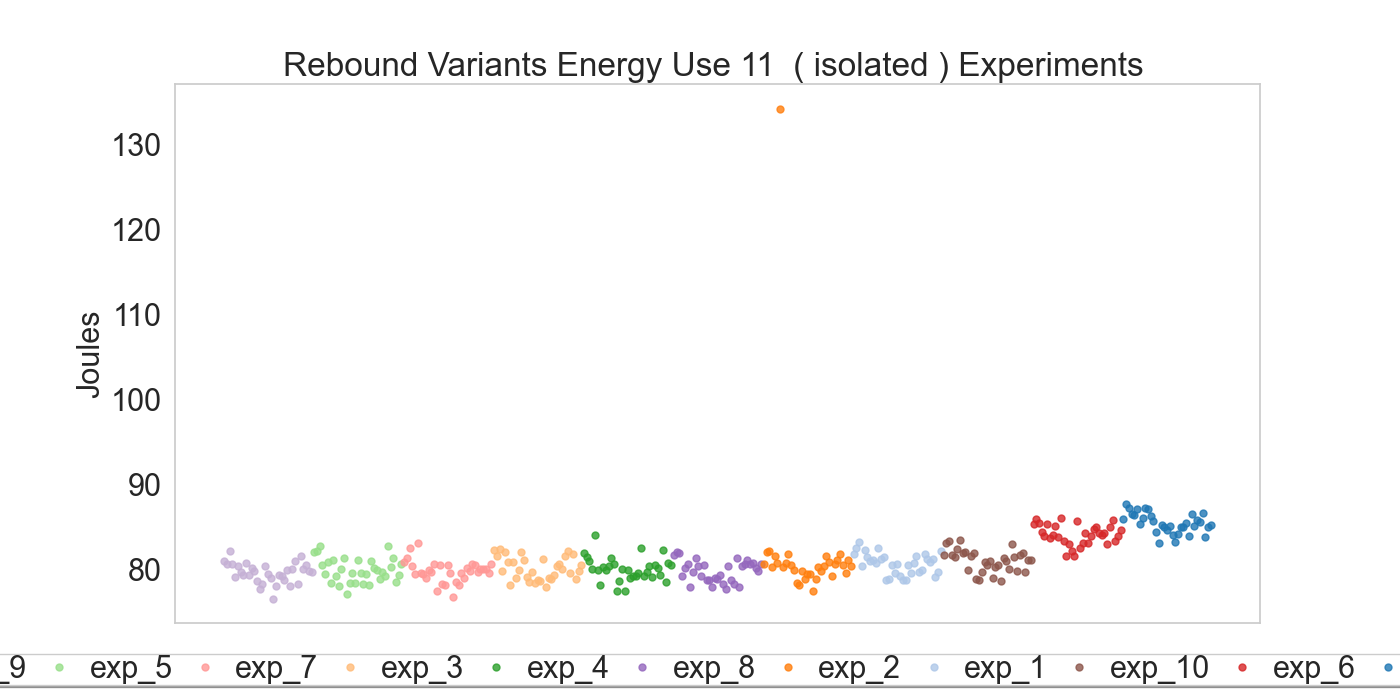 Rebound Variants Energy Use 11  ( isolated ) Experiments
130
120
110
100
90
80
Joules
_9 exp_5 exp_7 exp_3 exp_4 exp_8 exp_2 exp_1 exp_10 exp_6